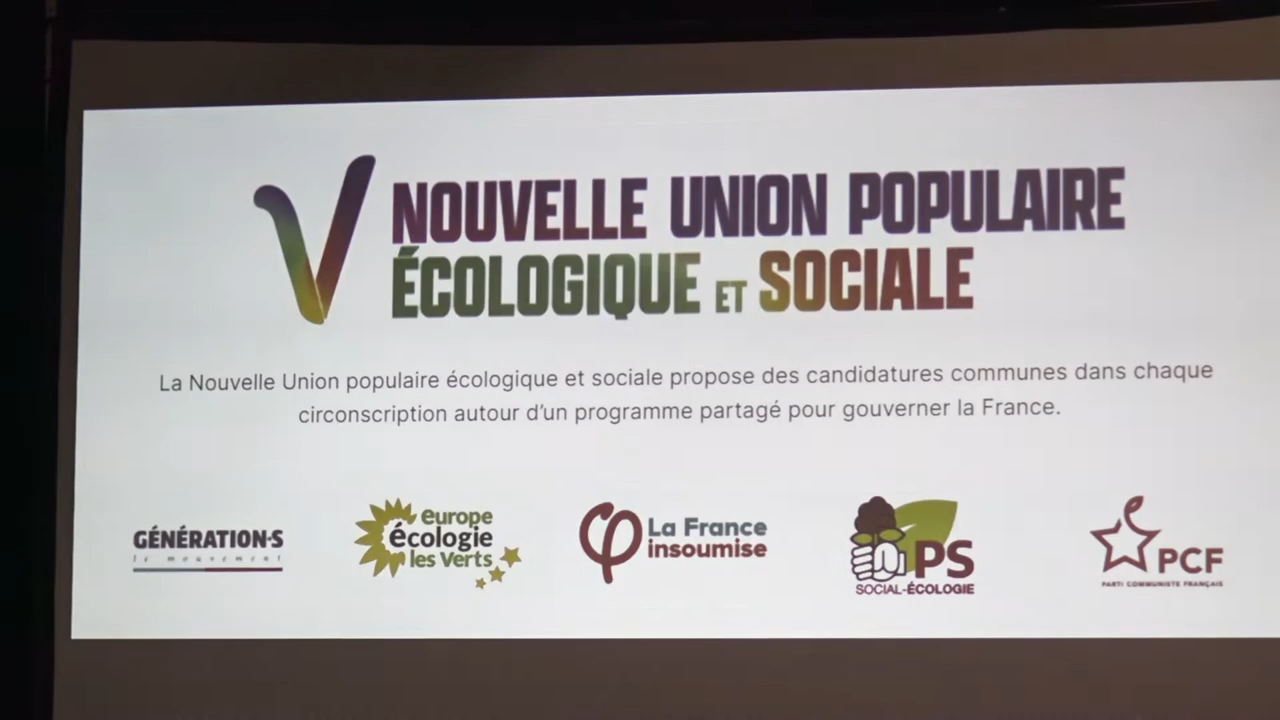 NOUVELLE UNION POPULAIRE
ÉCOLOGIQUE ET SOCIALE
La Nouvelle Union populaire écologique et sociale propose des candidatures communes dans chaque
circonscription autour d'un programme partagé pour gouverner la France.
GÉNÉRATION·S
le mouvement
europe
écologie
les Verts
La France
insoumise
PS
SOCIAL-ÉCOLOGIE
PCF
PARTI COMMUNISTE FRANÇAIS